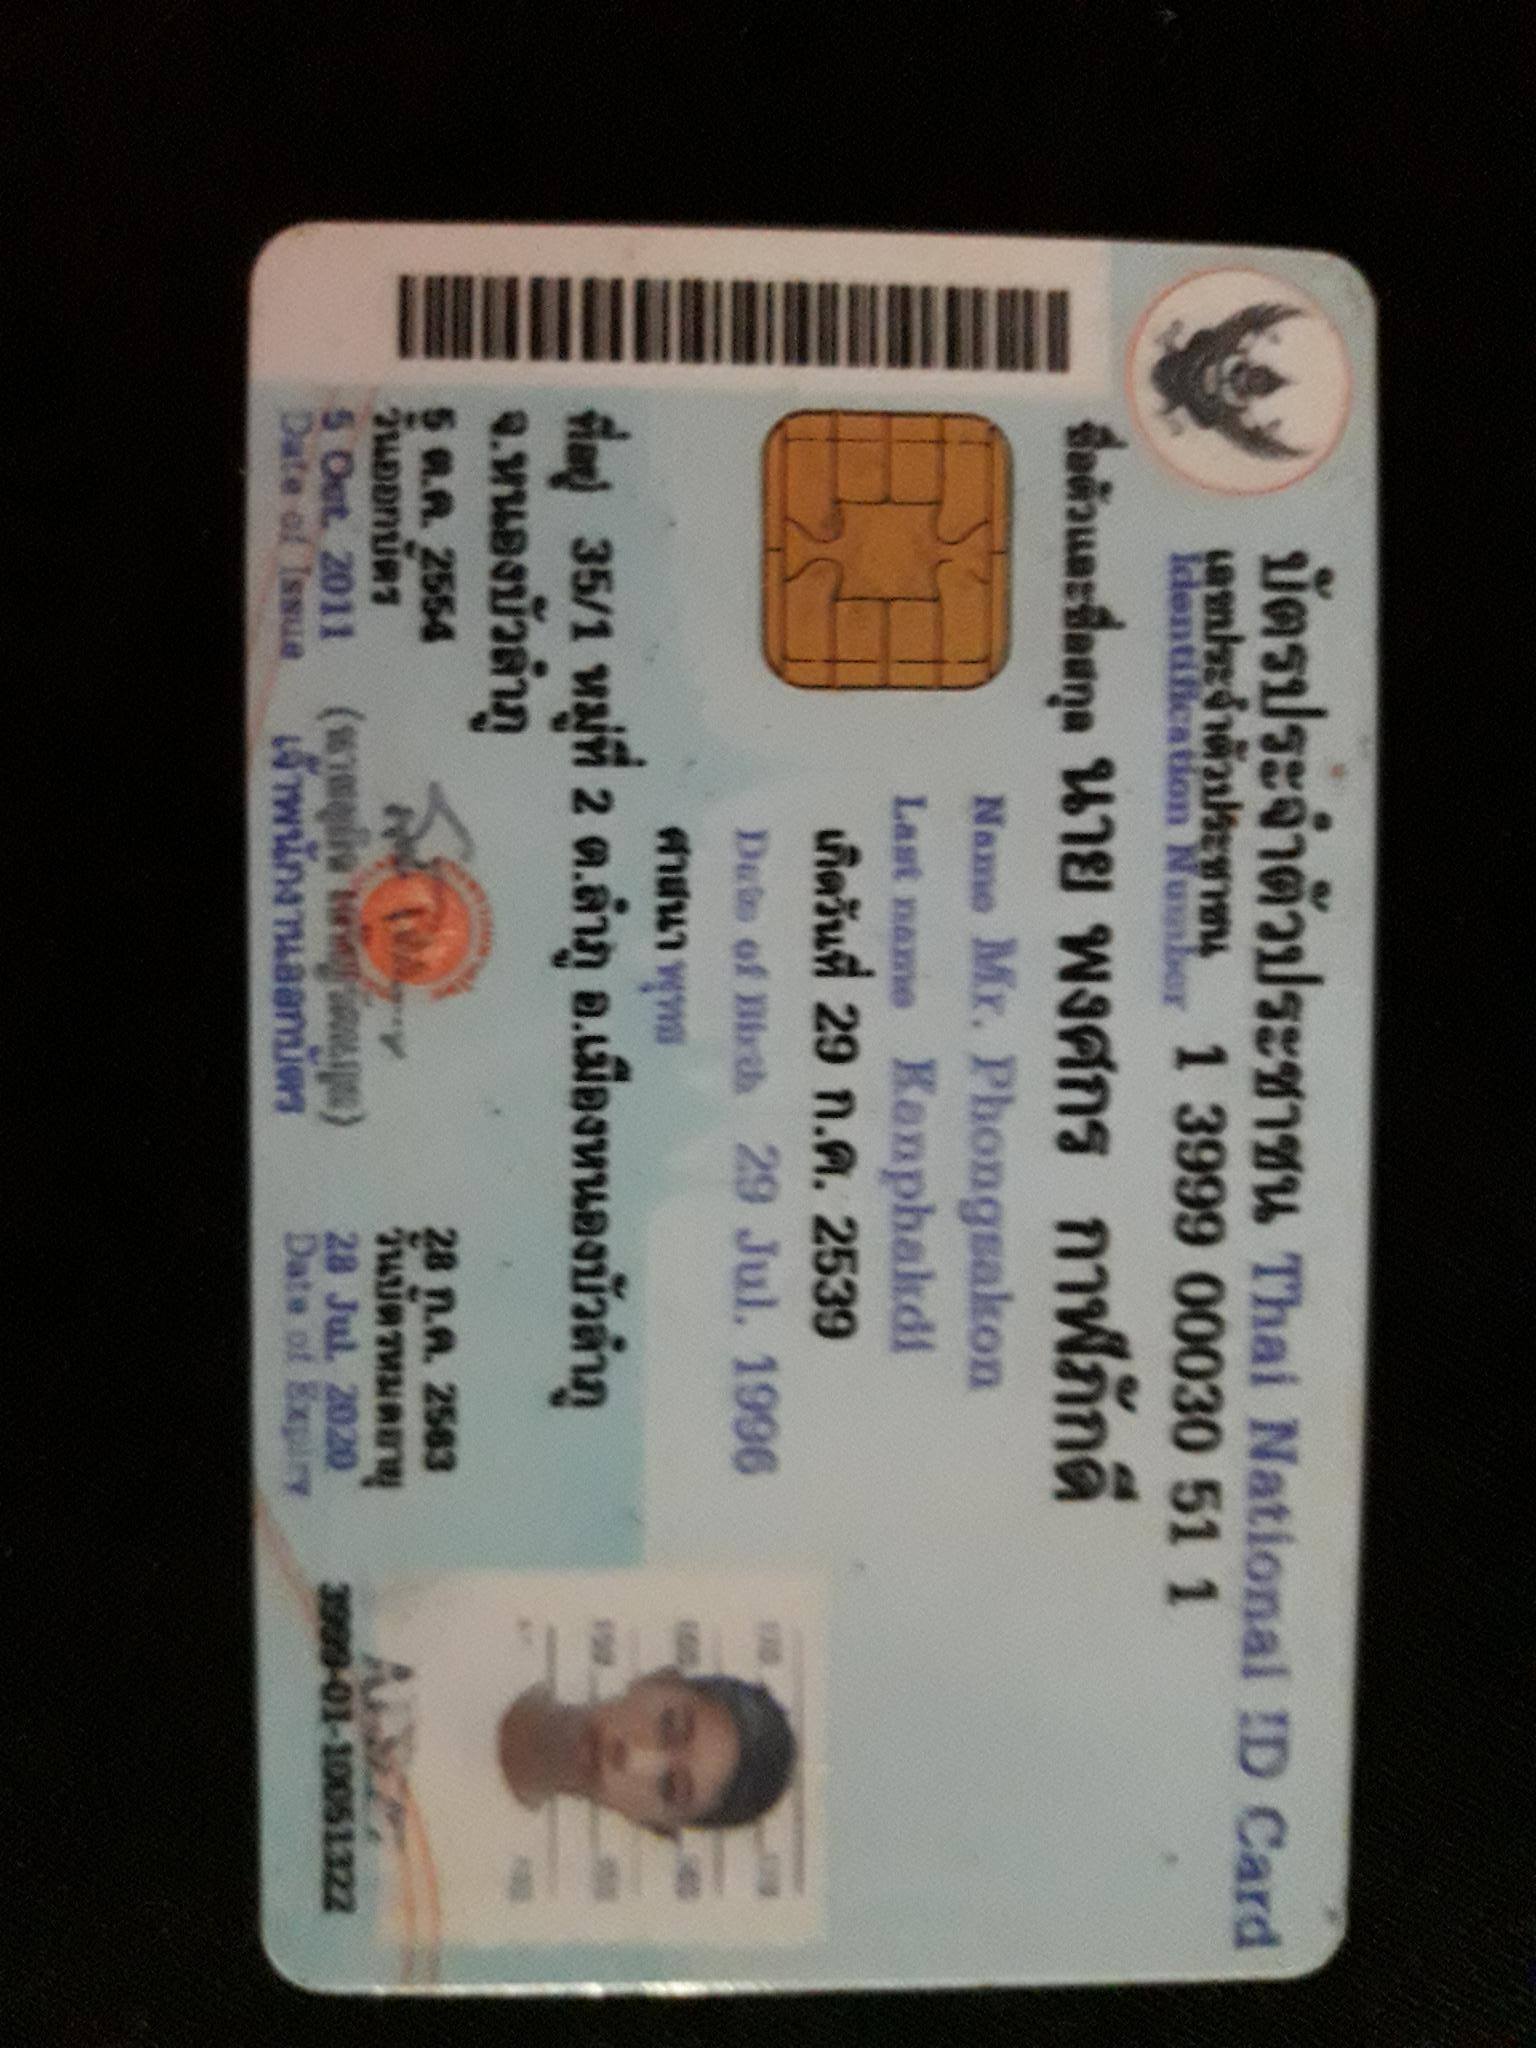 บัตรประจำตัวประชาชน Thai National ID Card
เลขประจำตัวประชาชน 1 3999 00030 51 1
Identification Number
ชื่อตัวและชื่อสกุล นาย พงศกร กาฬภักดี
Name Mr. Phongsakon
Last name Kanphakdi
เกิดวันที่ 29 ก.ค. 2539
Date of Birth 29 Jul. 1996
ศาสนา พุทธ
ที่อยู่ 35/1 หมู่ที่ 2 ต.ลำภู อ.เมืองหนองบัวลำภู
จ.หนองบัวลำภู
5 ต.ค. 2554
วันออกบัตร
5 Oct. 2011
Date of Issue
เจ้าพนักงานออกบัตร
28 ก.ค. 2563
วันบัตรหมดอายุ
28 Jul. 2020
Date of Expiry
3999-01-10051322